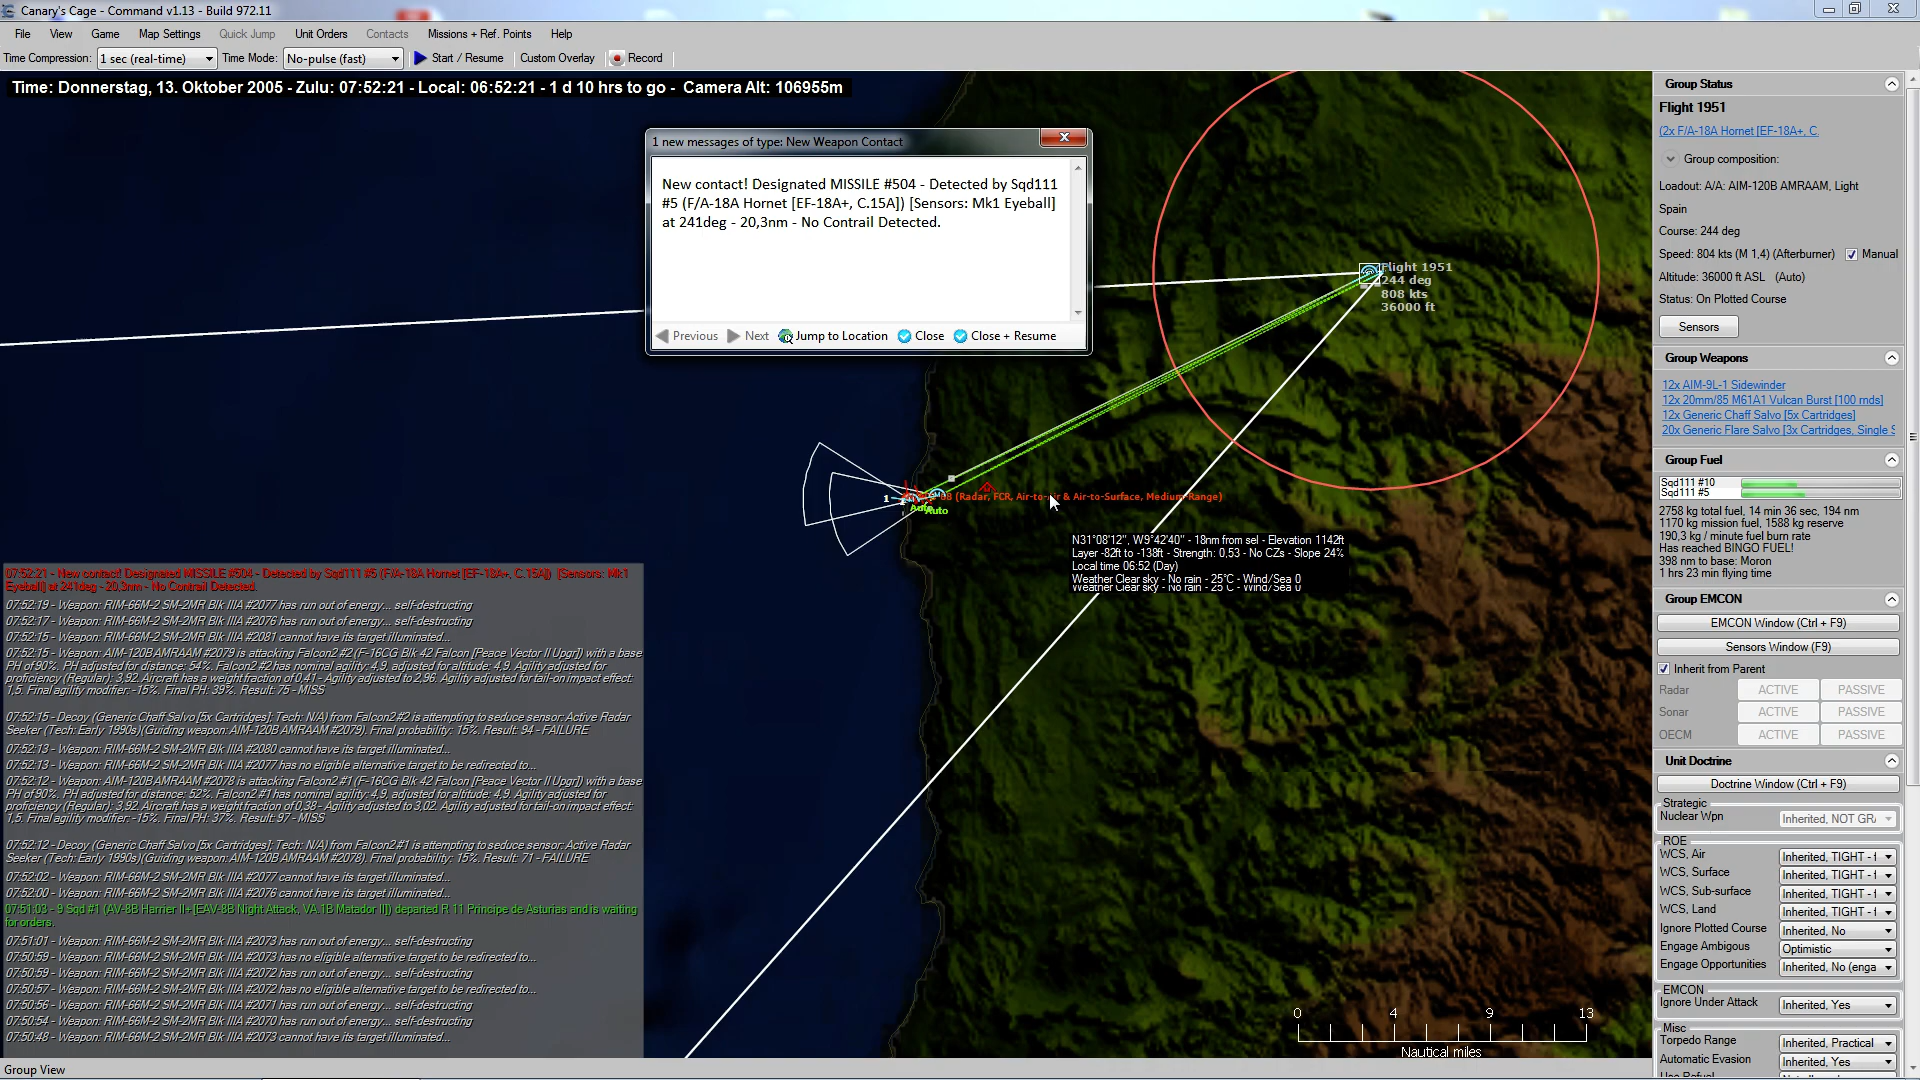 Canary's Cage - Command v1.13 - Build 972.11
File View Game Map Settings Quick Jump Unit Orders Contacts Missions + Ref. Points Help
Time Compression: 1 sec (real-time) Time Mode: No-pulse (fast) Start / Resume Custom Overlay Record
Time: Donnerstag, 13. Oktober 2005 - Zulu: 07:52:21 - Local: 06:52:21 - 1 d 10 hrs to go - Camera Alt: 106955m
1 new messages of type: New Weapon Contact
New contact! Designated MISSILE #504 - Detected by Sqd111
#5 (F/A-18A Hornet [EF-18A+, C.15A]) [Sensors: Mk1 Eyeball]
at 241deg - 20,3nm - No Contrail Detected.
Previous Next Jump to Location Close Close + Resume
Flight 1951
244 deg
808 kts
36000 ft
1
(Radar, FCR, Air-to-Air & Air-to-Surface, Medium-Range)
Auto
N31°08'12", W9°42'40" - 18nm from sel - Elevation 1142ft
Layer -82ft to -138ft - Strength: 0,53 - No CZs - Slope 24%
Local time 06:52 (Day)
Weather Clear sky - No rain - 25°C - Wind/Sea 0
Weather Clear sky - No rain - 25°C - Wind/Sea 0
07:52:21 - New contact! Designated MISSILE #504 - Detected by Sqd111 #5 (F/A-18A Hornet [EF-18A+, C.15A]) [Sensors: Mk1
Eyeball] at 241deg - 20,3nm - No Contrail Detected.
07:52:19 - Weapon: RIM-66M-2 SM-2MR Blk IIIA #2077 has run out of energy... self-destructing
07:52:17 - Weapon: RIM-66M-2 SM-2MR Blk IIIA #2076 has run out of energy... self-destructing
07:52:15 - Weapon: RIM-66M-2 SM-2MR Blk IIIA #2081 cannot have its target illuminated...
07:52:15 - Weapon: AIM-120B AMRAAM #2079 is attacking Falcon2 #2 (F-16CG Blk 42 Falcon [Peace Vector II Upgr]) with a base
PH of 90%. PH adjusted for distance: 54%. Falcon2 #2 has nominal agility: 4,9, adjusted for altitude: 4,9. Agility adjusted for
proficiency (Regular): 3,92. Aircraft has a weight fraction of 0,41 - Agility adjusted to 2,96. Agility adjusted for tail-on impact effect:
1,5. Final agility modifier: -15%. Final PH: 39%. Result: 75 - MISS
07:52:15 - Decoy (Generic Chaff Salvo [5x Cartridges]; Tech: N/A) from Falcon2 #2 is attempting to seduce sensor: Active Radar
Seeker (Tech: Early 1990s)(Guiding weapon: AIM-120B AMRAAM #2079). Final probability: 15%. Result: 94 - FAILURE
07:52:13 - Weapon: RIM-66M-2 SM-2MR Blk IIIA #2080 cannot have its target illuminated...
07:52:13 - Weapon: RIM-66M-2 SM-2MR Blk IIIA #2077 has no eligible alternative target to be redirected to...
07:52:12 - Weapon: AIM-120B AMRAAM #2078 is attacking Falcon2 #1 (F-16CG Blk 42 Falcon [Peace Vector II Upgr]) with a base
PH of 90%. PH adjusted for distance: 52%. Falcon2 #1 has nominal agility: 4,9, adjusted for altitude: 4,9. Agility adjusted for
proficiency (Regular): 3,92. Aircraft has a weight fraction of 0,38 - Agility adjusted to 3,02. Agility adjusted for tail-on impact effect:
1,5. Final agility modifier: -15%. Final PH: 37%. Result: 97 - MISS
07:52:12 - Decoy (Generic Chaff Salvo [5x Cartridges]; Tech: N/A) from Falcon2 #1 is attempting to seduce sensor: Active Radar
Seeker (Tech: Early 1990s)(Guiding weapon: AIM-120B AMRAAM #2078). Final probability: 15%. Result: 71 - FAILURE
07:52:02 - Weapon: RIM-66M-2 SM-2MR Blk IIIA #2077 cannot have its target illuminated...
07:52:00 - Weapon: RIM-66M-2 SM-2MR Blk IIIA #2076 cannot have its target illuminated...
07:51:03 - 9 Sqd #1 (AV-8B Harrier II+ [EAV-8B Night Attack, VA.1B Matador II]) departed R 11 Principe de Asturias and is waiting
for orders.
07:51:01 - Weapon: RIM-66M-2 SM-2MR Blk IIIA #2073 has run out of energy... self-destructing
07:50:59 - Weapon: RIM-66M-2 SM-2MR Blk IIIA #2073 has no eligible alternative target to be redirected to...
07:50:59 - Weapon: RIM-66M-2 SM-2MR Blk IIIA #2072 has run out of energy... self-destructing
07:50:57 - Weapon: RIM-66M-2 SM-2MR Blk IIIA #2072 has no eligible alternative target to be redirected to...
07:50:56 - Weapon: RIM-66M-2 SM-2MR Blk IIIA #2071 has run out of energy... self-destructing
07:50:54 - Weapon: RIM-66M-2 SM-2MR Blk IIIA #2070 has run out of energy... self-destructing
07:50:48 - Weapon: RIM-66M-2 SM-2MR Blk IIIA #2073 cannot have its target illuminated...
0 4 9 13
Nautical miles
Group View
Group Status
Flight 1951
(2x F/A-18A Hornet [EF-18A+, C.
Group composition:
Loadout: A/A: AIM-120B AMRAAM, Light
Spain
Course: 244 deg
Speed: 804 kts (M 1,4) (Afterburner) Manual
Altitude: 36000 ft ASL (Auto)
Status: On Plotted Course
Sensors
Group Weapons
12x AIM-9L-1 Sidewinder
12x 20mm/85 M61A1 Vulcan Burst [100 rnds]
12x Generic Chaff Salvo [5x Cartridges]
20x Generic Flare Salvo [3x Cartridges, Single S
Group Fuel
Sqd111 #10
Sqd111 #5
2758 kg total fuel, 14 min 36 sec, 194 nm
1170 kg mission fuel, 1588 kg reserve
190,3 kg / minute fuel burn rate
Has reached BINGO FUEL!
398 nm to base: Moron
1 hrs 23 min flying time
Group EMCON
EMCON Window (Ctrl + F9)
Sensors Window (F9)
Inherit from Parent
Radar ACTIVE PASSIVE
Sonar ACTIVE PASSIVE
OECM ACTIVE PASSIVE
Unit Doctrine
Doctrine Window (Ctrl + F9)
Strategic
Nuclear Wpn Inherited, NOT GR
ROE
WCS, Air Inherited, TIGHT - f
WCS, Surface Inherited, TIGHT - f
WCS, Sub-surface Inherited, TIGHT - f
WCS, Land Inherited, TIGHT - f
Ignore Plotted Course Inherited, No
Engage Ambiguous Optimistic
Engage Opportunities Inherited, No (enga
EMCON
Ignore Under Attack Inherited, Yes
Misc
Torpedo Range Inherited, Practical
Automatic Evasion Inherited, Yes